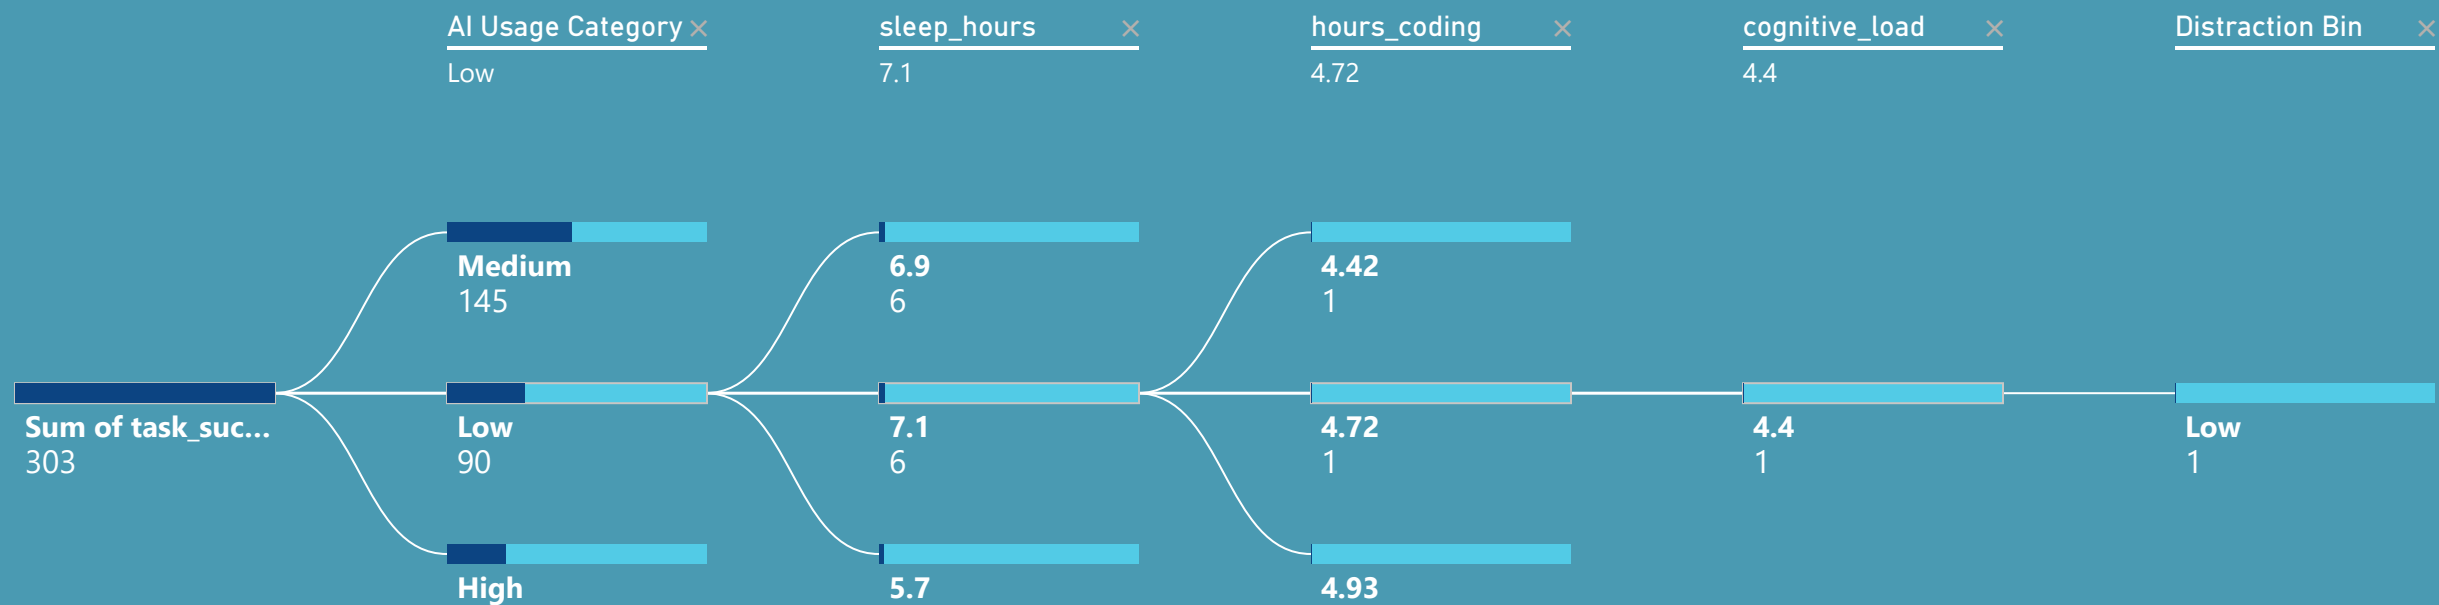 AI Usage Category ×
sleep_hours ×
hours_coding ×
cognitive_load ×
Distraction Bin ×
Low
7.1
4.72
4.4
Medium
145
6.9
6
4.42
1
Sum of task_suc...
303
Low
90
7.1
6
4.72
1
4.4
1
Low
1
High
5.7
4.93